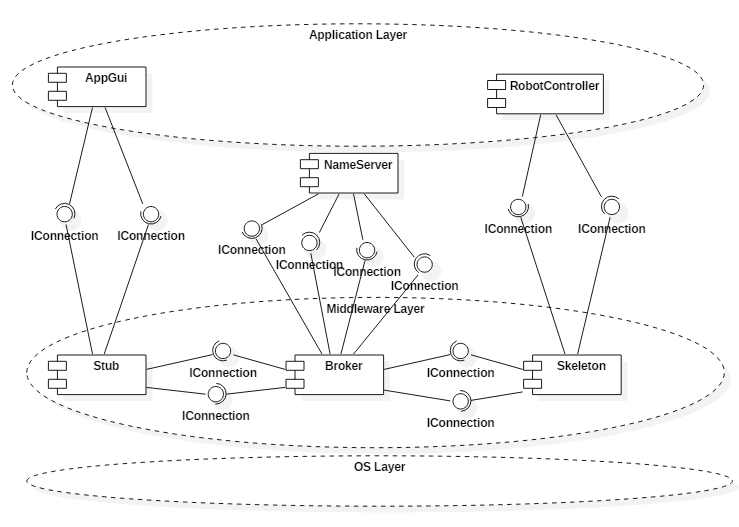 Application Layer
AppGui
RobotController
NameServer
IConnection
IConnection
IConnection
IConnection
IConnection
IConnection
IConnection
IConnection
Middleware Layer
Stub
Broker
Skeleton
IConnection
IConnection
IConnection
IConnection
OS Layer